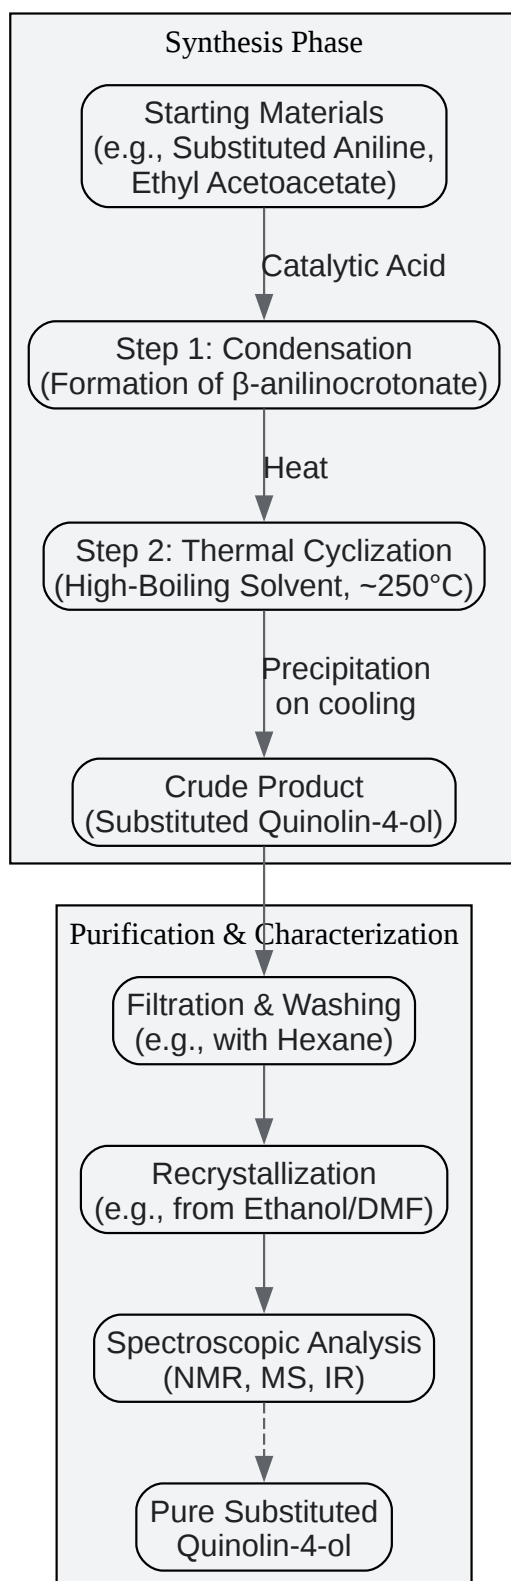 Synthesis Phase
Starting Materials
(e.g., Substituted Aniline,
Ethyl Acetoacetate)
Catalytic Acid
Step 1: Condensation
(Formation of β-anilinocrotonate)
Heat
Step 2: Thermal Cyclization
(High-Boiling Solvent, ~250°C)
Precipitation
on cooling
Crude Product
(Substituted Quinolin-4-ol)
Purification & Characterization
Filtration & Washing
(e.g., with Hexane)
Recrystallization
(e.g., from Ethanol/DMF)
Spectroscopic Analysis
(NMR, MS, IR)
Pure Substituted
Quinolin-4-ol